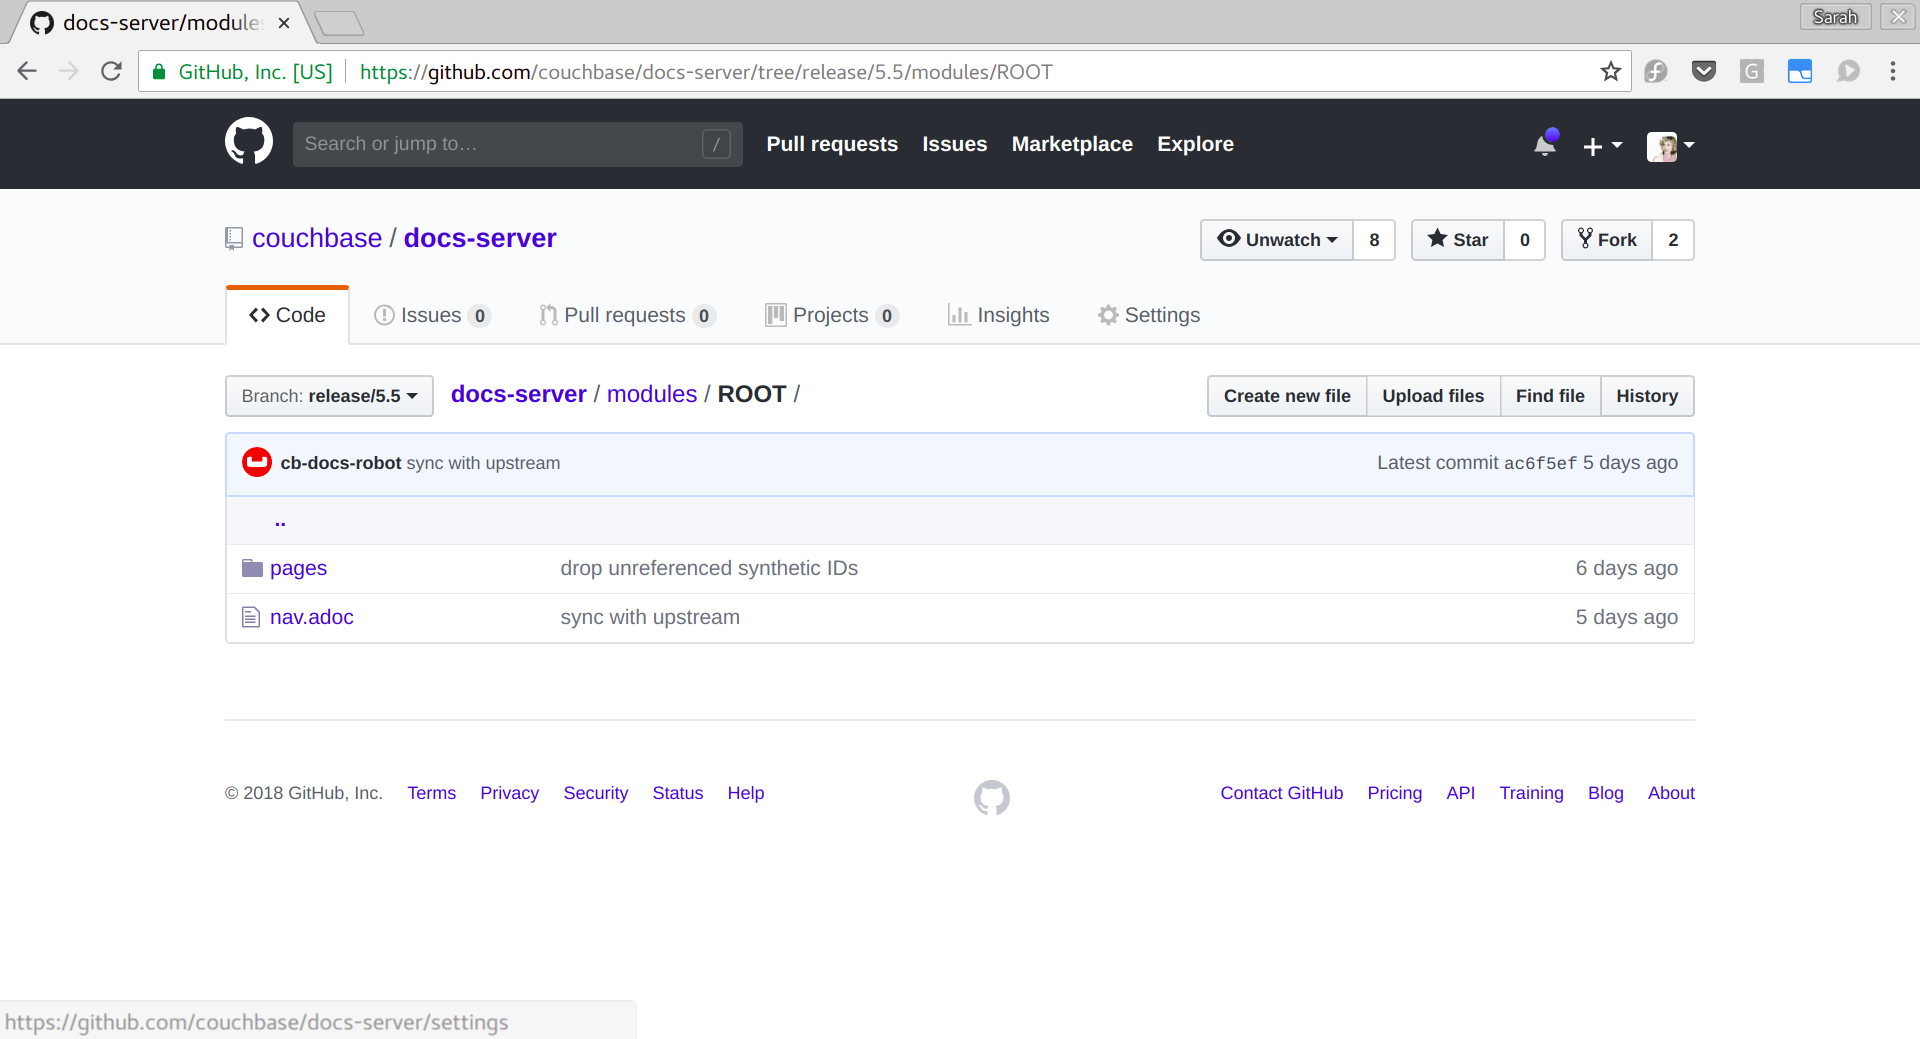 docs-server/module
Sarah
GitHub, Inc. [US] https://github.com/couchbase/docs-server/tree/release/5.5/modules/ROOT
Search or jump to… / Pull requests Issues Marketplace Explore
couchbase / docs-server Unwatch 8 Star 0 Fork 2
Code Issues 0 Pull requests 0 Projects 0 Insights Settings
Branch: release/5.5 docs-server / modules / ROOT / Create new file Upload files Find file History
cb-docs-robot sync with upstream Latest commit ac6f5ef 5 days ago
..
pages drop unreferenced synthetic IDs 6 days ago
nav.adoc sync with upstream 5 days ago
© 2018 GitHub, Inc. Terms Privacy Security Status Help Contact GitHub Pricing API Training Blog About
https://github.com/couchbase/docs-server/settings